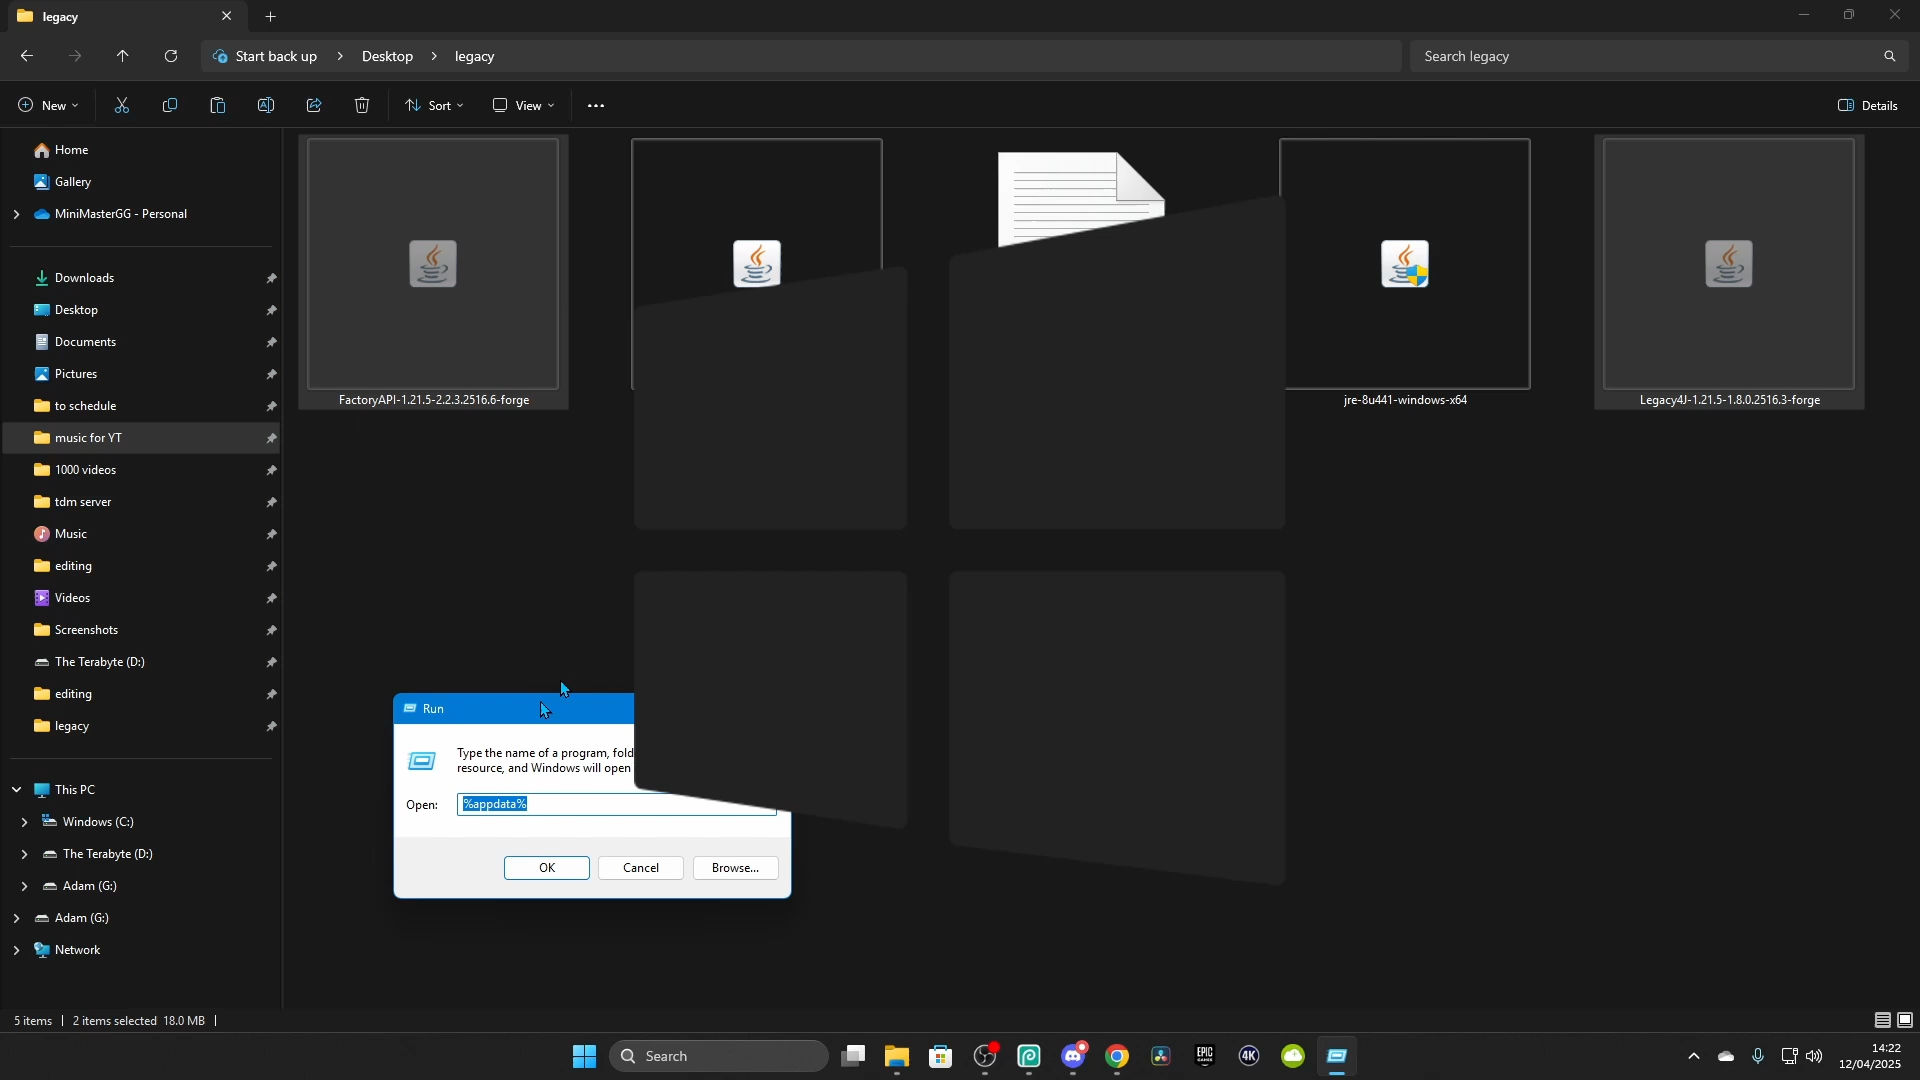 legacy
Start back up > Desktop > legacy
Search legacy
New
Sort
View
Details
Home
Gallery
MiniMasterGG - Personal
Downloads
Desktop
Documents
Pictures
to schedule
music for YT
1000 videos
tdm server
Music
editing
Videos
Screenshots
The Terabyte (D:)
editing
legacy
This PC
Windows (C:)
The Terabyte (D:)
Adam (G:)
Adam (G:)
Network
FactoryAPI-1.21.5-2.2.3.2516.6-forge
jre-8u441-windows-x64
Legacy4J-1.21.5-1.8.0.2516.3-forge
Run
Type the name of a program, fold
resource, and Windows will open
Open:
%appdata%
OK
Cancel
Browse...
5 items
2 items selected 18.0 MB
Search
EPIC
GAMES
4K
14:22
12/04/2025